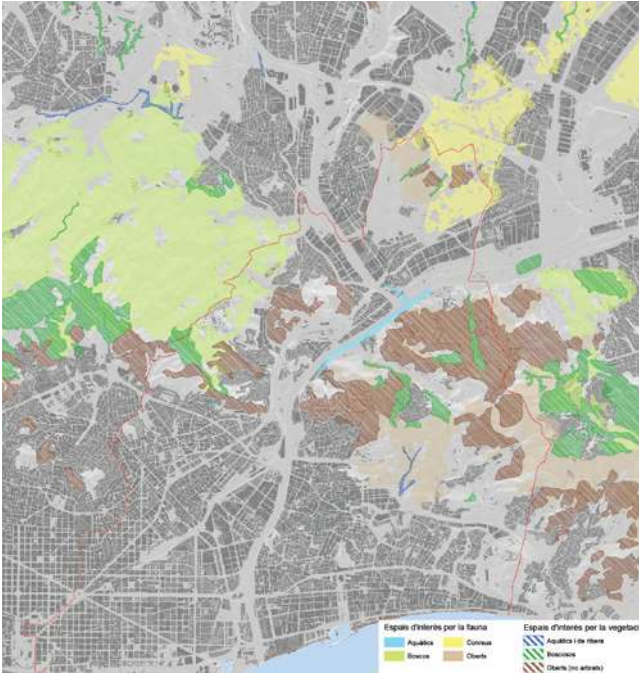 Espais d'interès per la fauna
Aquàtics
Boscos
Conreus
Oberts
Espais d'interès per la vegetac
Aquàtics i de ribera
Boscosos
Oberts (no arbrats)